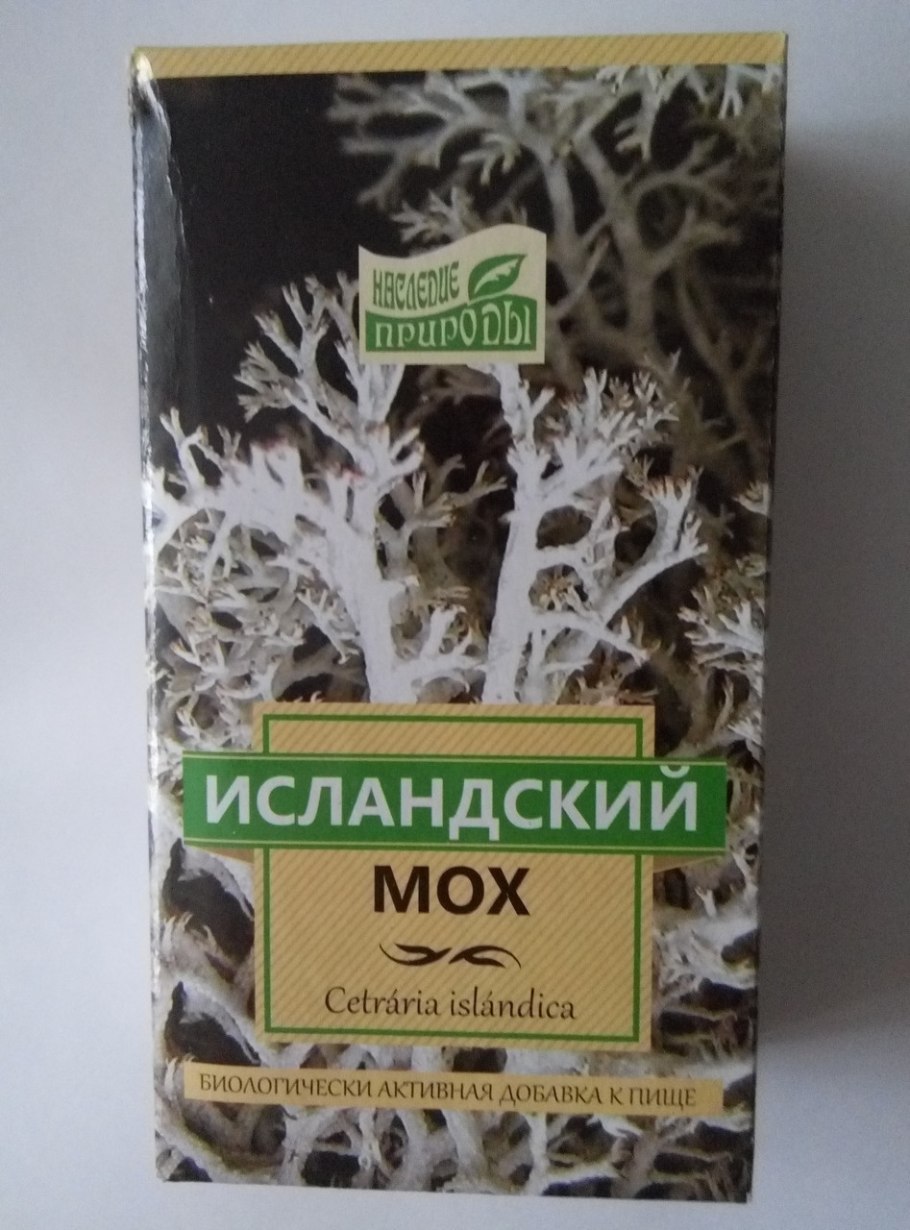 НАСЛЕДИЕ
ПРИРОДЫ
ИСЛАНДСКИЙ
МОХ
Cetrária islándica
БИОЛОГИЧЕСКИ АКТИВНАЯ ДОБАВКА К ПИЩЕ